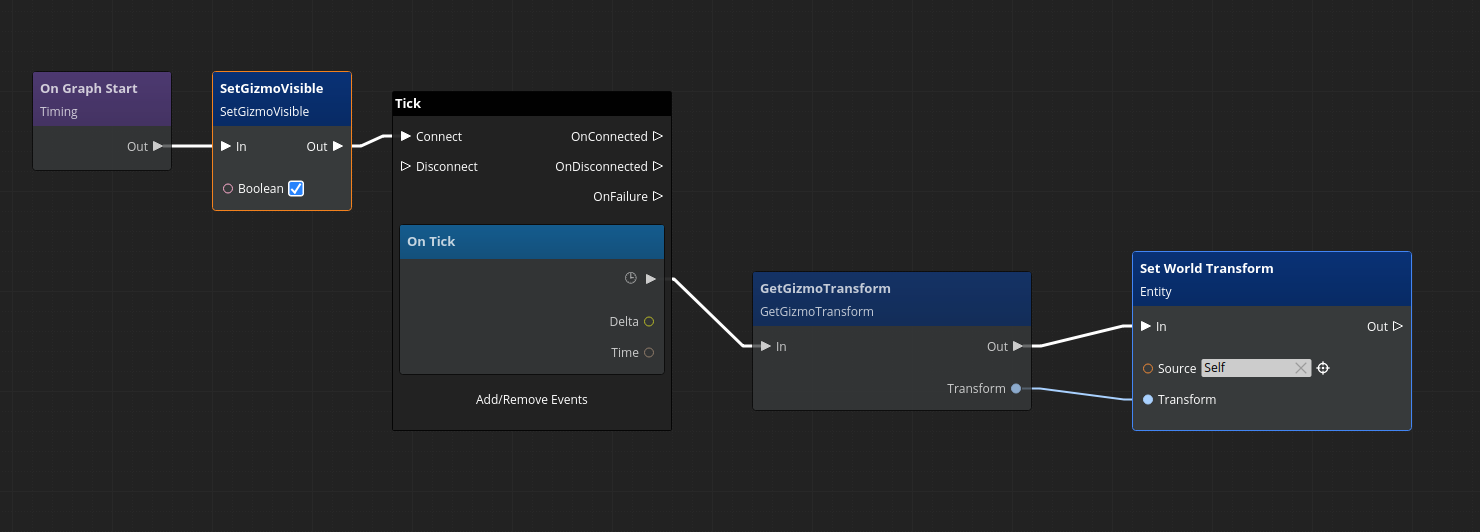 On Graph Start
Timing
Out
SetGizmoVisible
SetGizmoVisible
In Out
Boolean
Tick
Connect OnConnected
Disconnect OnDisconnected
OnFailure
On Tick
Delta
Time
Add/Remove Events
GetGizmoTransform
GetGizmoTransform
In Out
Transform
Set World Transform
Entity
In Out
Source Self
Transform